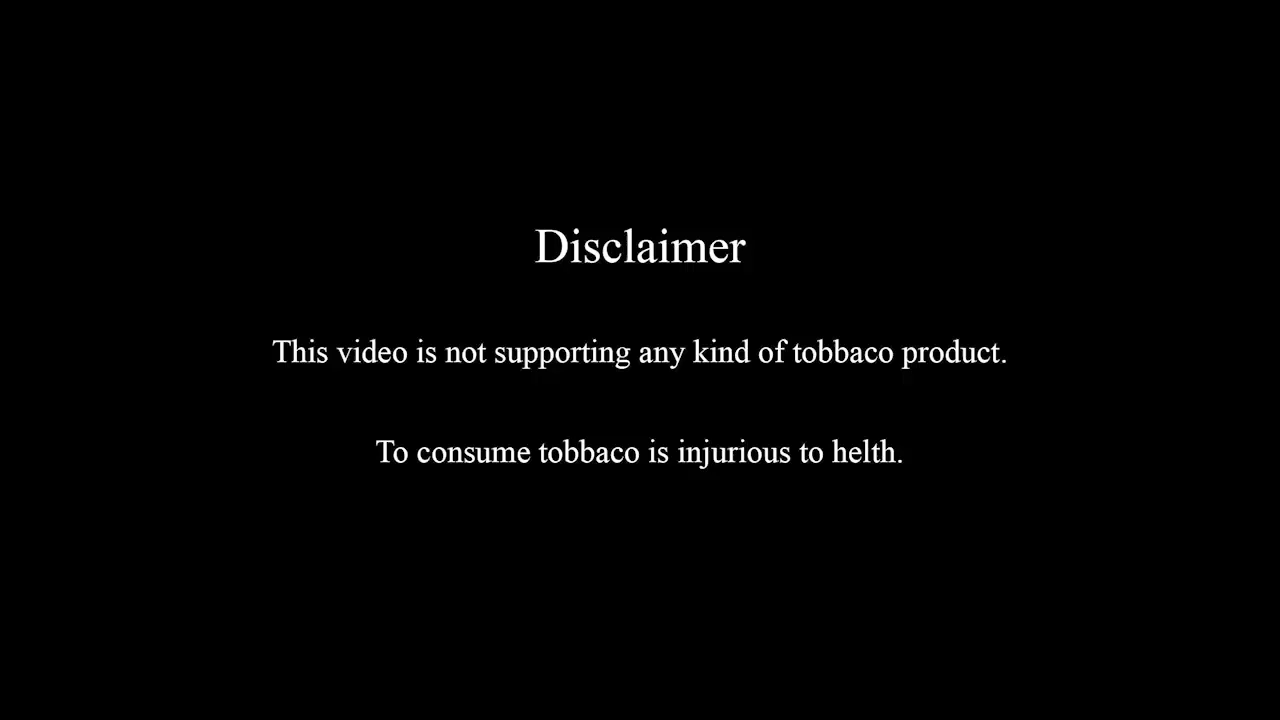 Disclaimer
This video is not supporting any kind of tobbaco product.
To consume tobbaco is injurious to helth.